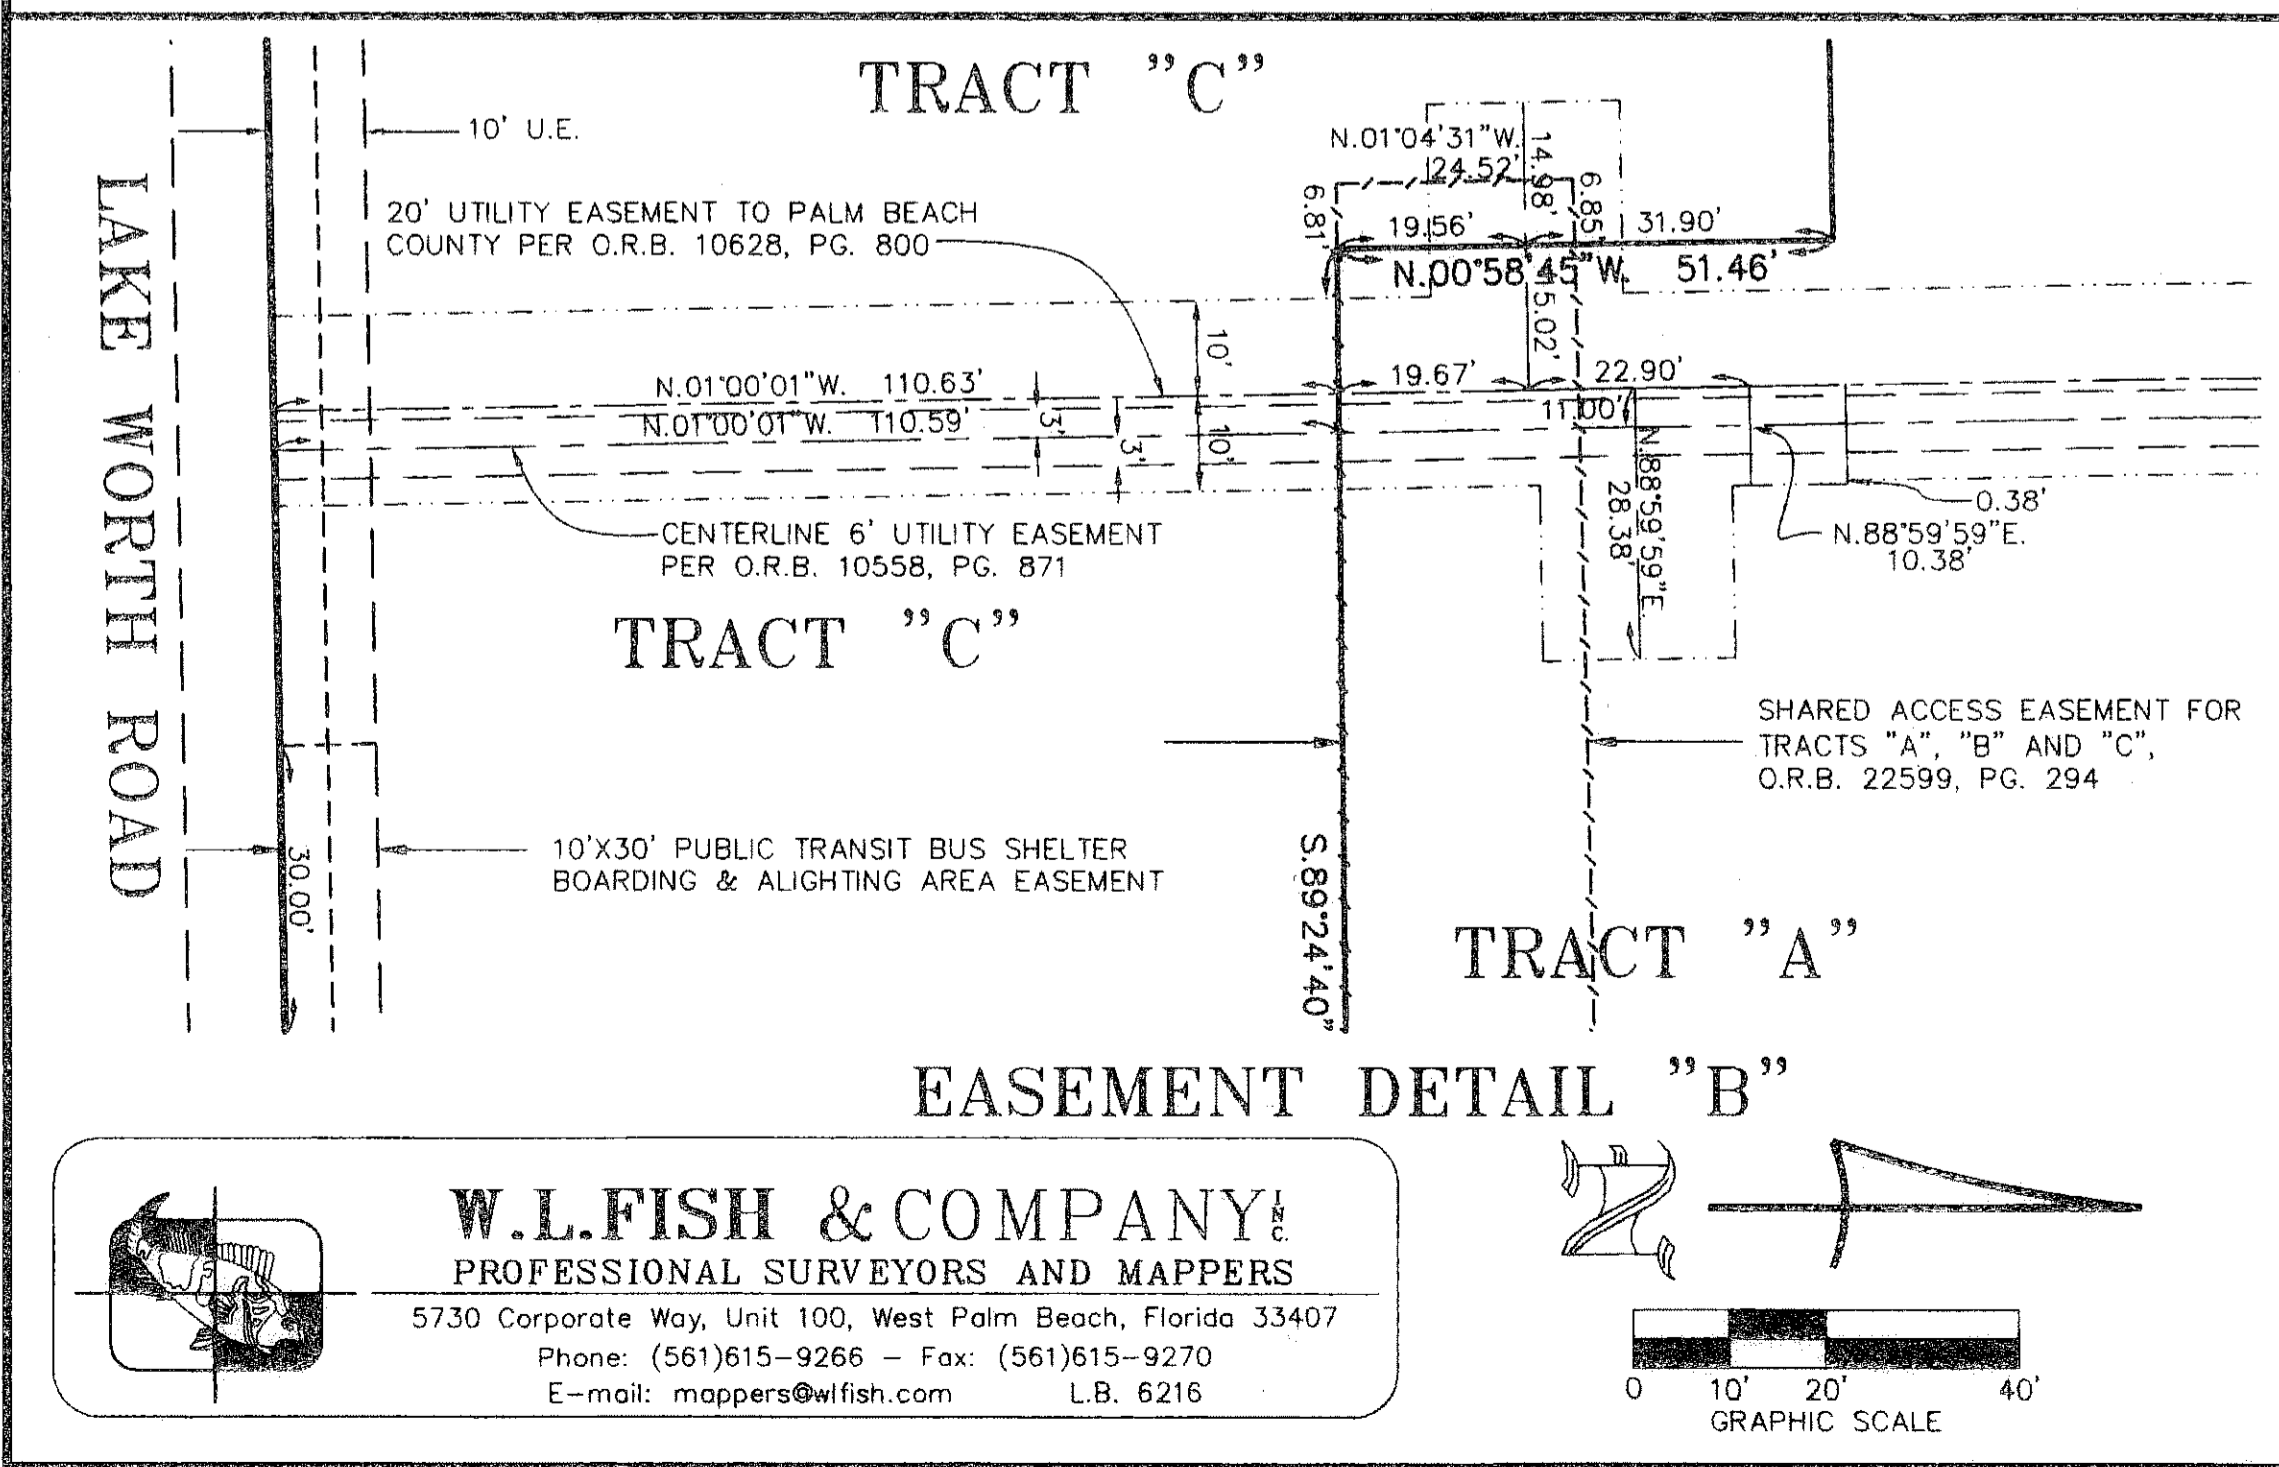 TRACT "C"
10' U.E.
LAKE WORTH ROAD
20' UTILITY EASEMENT TO PALM BEACH
COUNTY PER O.R.B. 10628, PG. 800
N.01°04'31"W.
24.52'
14.98'
6.85'
6.81'
19.56'
31.90'
N.00°58'45"W. 51.46'
15.02'
10'
N.01°00'01"W. 110.63'
N.01°00'01"W. 110.59'
3'
3'
10'
19.67'
22.90'
11.00'
N.88°59'59"E.
28.38'
0.38'
N.88°59'59"E.
10.38'
CENTERLINE 6' UTILITY EASEMENT
PER O.R.B. 10558, PG. 871
TRACT "C"
SHARED ACCESS EASEMENT FOR
TRACTS "A", "B" AND "C",
O.R.B. 22599, PG. 294
10'X30' PUBLIC TRANSIT BUS SHELTER
BOARDING & ALIGHTING AREA EASEMENT
30.00'
S.89°24'40"
TRACT "A"
EASEMENT DETAIL "B"
W.L.FISH & COMPANY INC.
PROFESSIONAL SURVEYORS AND MAPPERS
5730 Corporate Way, Unit 100, West Palm Beach, Florida 33407
Phone: (561)615-9266 - Fax: (561)615-9270
E-mail: mappers@wlfish.com L.B. 6216
N
0 10' 20' 40'
GRAPHIC SCALE